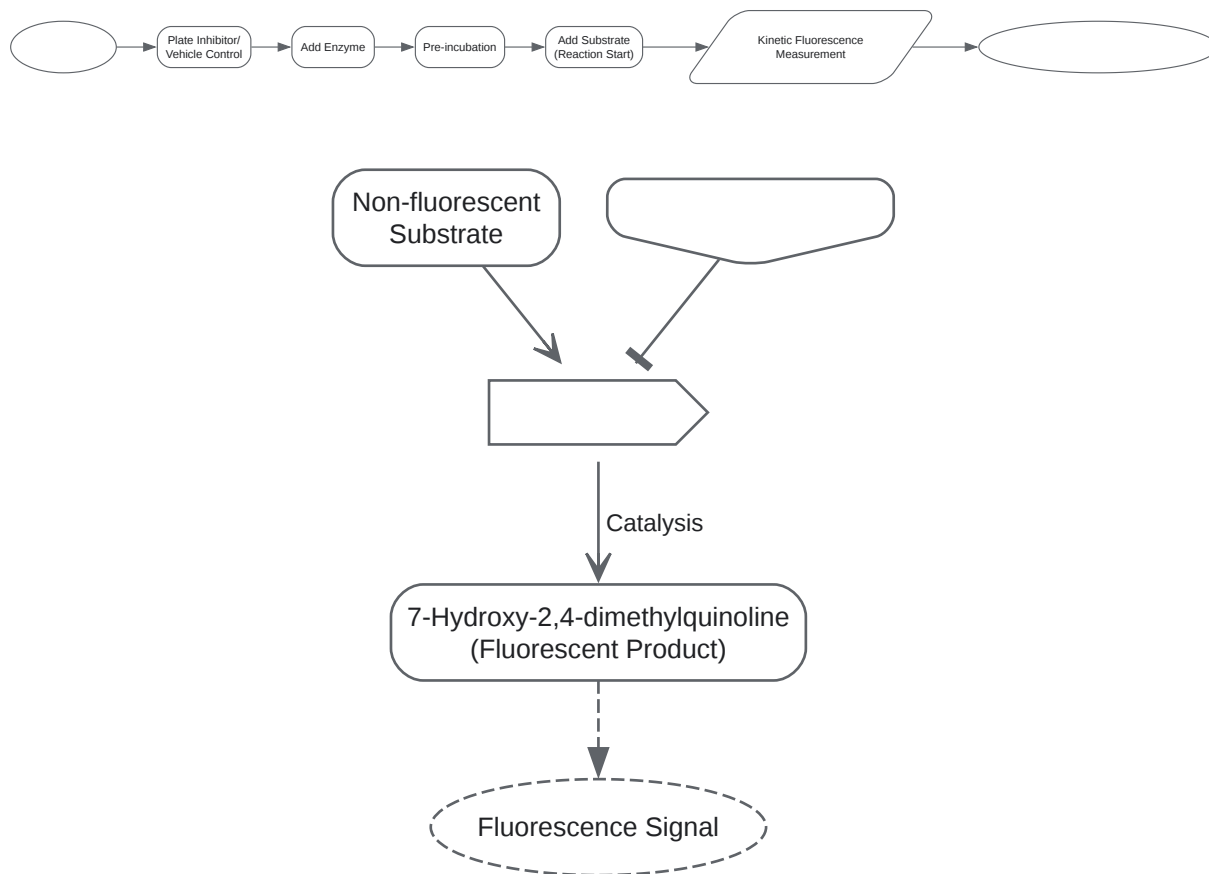 Plate Inhibitor/
Vehicle Control
Add Enzyme
Pre-incubation
Add Substrate
(Reaction Start)
Kinetic Fluorescence
Measurement
Non-fluorescent
Substrate
Catalysis
7-Hydroxy-2,4-dimethylquinoline
(Fluorescent Product)
Fluorescence Signal